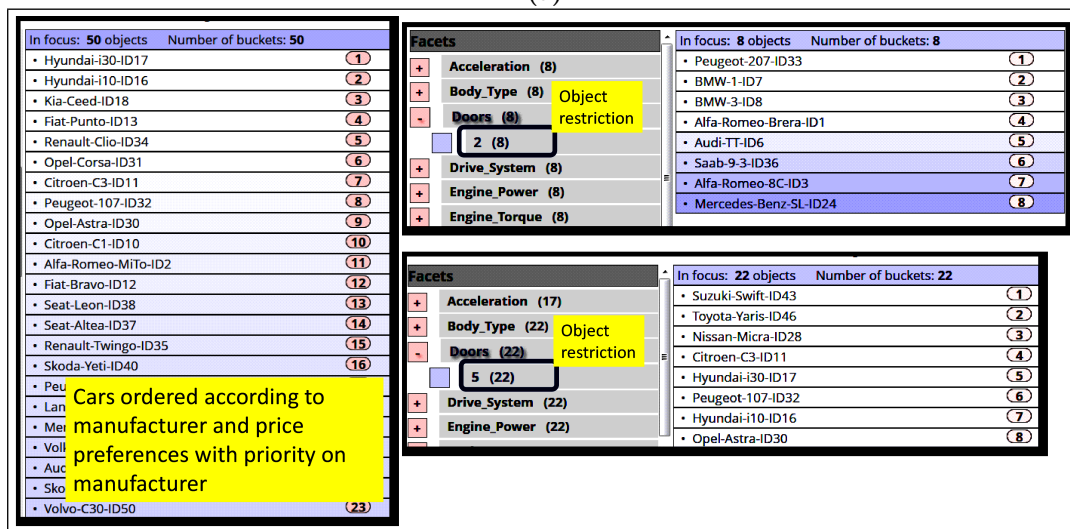 In focus: 50 objects Number of buckets: 50
• Hyundai-i30-ID17 1
• Hyundai-i10-ID16 2
• Kia-Ceed-ID18 3
• Fiat-Punto-ID13 4
• Renault-Clio-ID34 5
• Opel-Corsa-ID31 6
• Citroen-C3-ID11 7
• Peugeot-107-ID32 8
• Opel-Astra-ID30 9
• Citroen-C1-ID10 10
• Alfa-Romeo-MiTo-ID2 11
• Fiat-Bravo-ID12 12
• Seat-Leon-ID38 13
• Seat-Altea-ID37 14
• Renault-Twingo-ID35 15
• Skoda-Yeti-ID40 16
• Peu
• Lan
• Mer
• Voll
• Aud
• Sko
• Volvo-C30-ID50 23
Cars ordered according to
manufacturer and price
preferences with priority on
manufacturer
Facets
+ Acceleration (8)
+ Body_Type (8)
- Doors (8)
2 (8)
+ Drive_System (8)
+ Engine_Power (8)
+ Engine_Torque (8)
Object
restriction
In focus: 8 objects Number of buckets: 8
• Peugeot-207-ID33 1
• BMW-1-ID7 2
• BMW-3-ID8 3
• Alfa-Romeo-Brera-ID1 4
• Audi-TT-ID6 5
• Saab-9-3-ID36 6
• Alfa-Romeo-8C-ID3 7
• Mercedes-Benz-SL-ID24 8
Facets
+ Acceleration (17)
+ Body_Type (22)
- Doors (22)
5 (22)
+ Drive_System (22)
+ Engine_Power (22)
Object
restriction
In focus: 22 objects Number of buckets: 22
• Suzuki-Swift-ID43 1
• Toyota-Yaris-ID46 2
• Nissan-Micra-ID28 3
• Citroen-C3-ID11 4
• Hyundai-i30-ID17 5
• Peugeot-107-ID32 6
• Hyundai-i10-ID16 7
• Opel-Astra-ID30 8